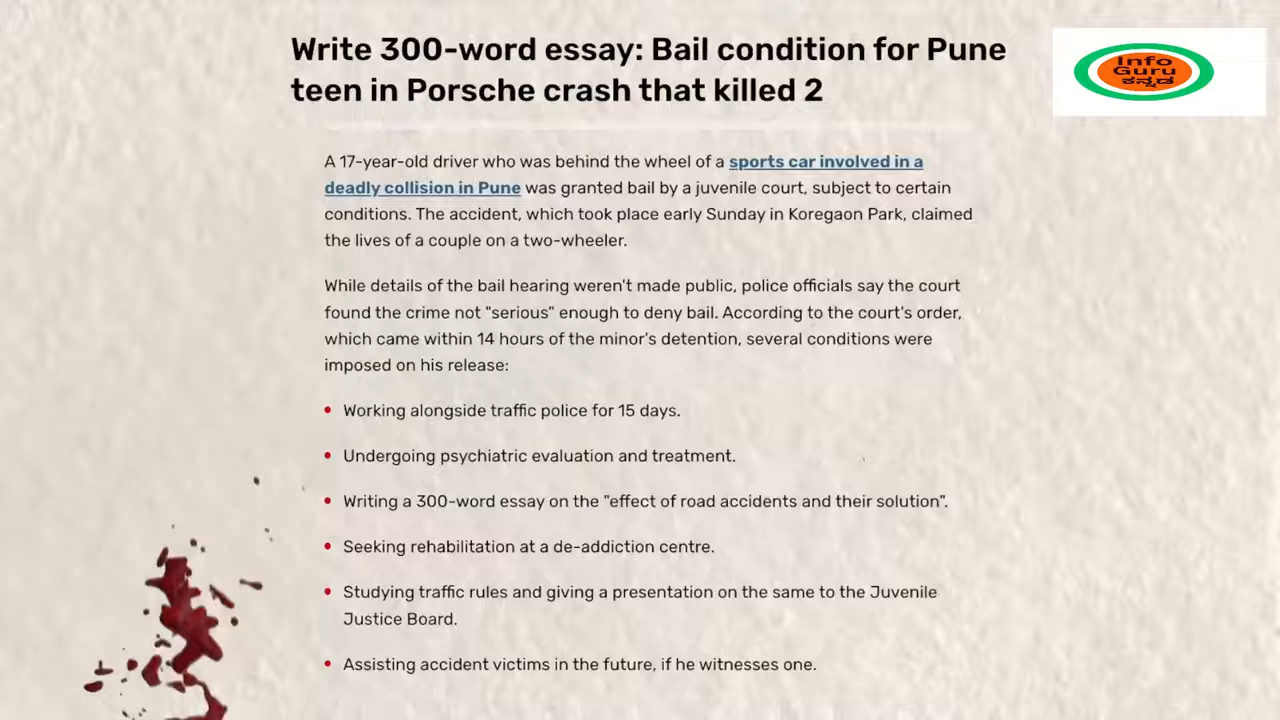 Write 300-word essay: Bail condition for Pune
teen in Porsche crash that killed 2
Info
Guru
ಕನ್ನಡ
A 17-year-old driver who was behind the wheel of a sports car involved in a
deadly collision in Pune was granted bail by a juvenile court, subject to certain
conditions. The accident, which took place early Sunday in Koregaon Park, claimed
the lives of a couple on a two-wheeler.
While details of the bail hearing weren't made public, police officials say the court
found the crime not "serious" enough to deny bail. According to the court's order,
which came within 14 hours of the minor's detention, several conditions were
imposed on his release:
• Working alongside traffic police for 15 days.
• Undergoing psychiatric evaluation and treatment.
• Writing a 300-word essay on the "effect of road accidents and their solution".
• Seeking rehabilitation at a de-addiction centre.
• Studying traffic rules and giving a presentation on the same to the Juvenile
Justice Board.
• Assisting accident victims in the future, if he witnesses one.